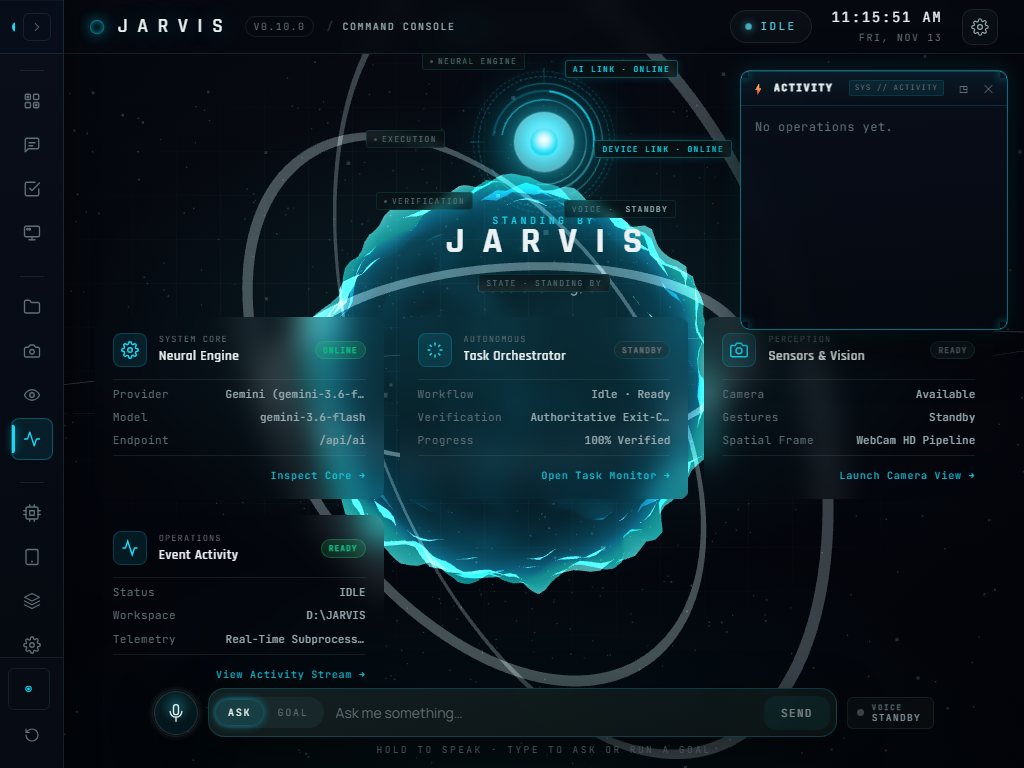 JARVIS
V0.10.8
/ COMMAND CONSOLE
IDLE
11:15:51 AM
FRI, NOV 13
NEURAL ENGINE
AI LINK · ONLINE
EXECUTION
DEVICE LINK · ONLINE
VERIFICATION
VOICE · STANDBY
STANDING BY
JARVIS
STATE · STANDING BY
ACTIVITY
SYS // ACTIVITY
No operations yet.
SYSTEM CORE
Neural Engine
ONLINE
Provider Gemini (gemini-3.6-f…
Model gemini-3.6-flash
Endpoint /api/ai
Inspect Core →
AUTONOMOUS
Task Orchestrator
STANDBY
Workflow Idle · Ready
Verification Authoritative Exit-C…
Progress 100% Verified
Open Task Monitor →
PERCEPTION
Sensors & Vision
READY
Camera Available
Gestures Standby
Spatial Frame WebCam HD Pipeline
Launch Camera View →
OPERATIONS
Event Activity
READY
Status IDLE
Workspace D:\JARVIS
Telemetry Real-Time Subprocess…
View Activity Stream →
ASK
GOAL
Ask me something...
SEND
VOICE
STANDBY
HOLD TO SPEAK · TYPE TO ASK OR RUN A GOAL